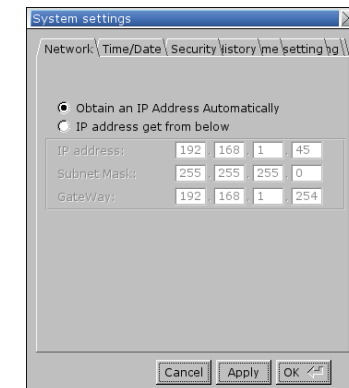 System settings
Network Time/Date Security
Obtain an IP Address Automatically
IP address get from below
IP address: 192 . 168 . 1 . 45
Subnet Mask: 255 . 255 . 255 . 0
GateWay: 192 . 168 . 1 . 254
Cancel Apply OK